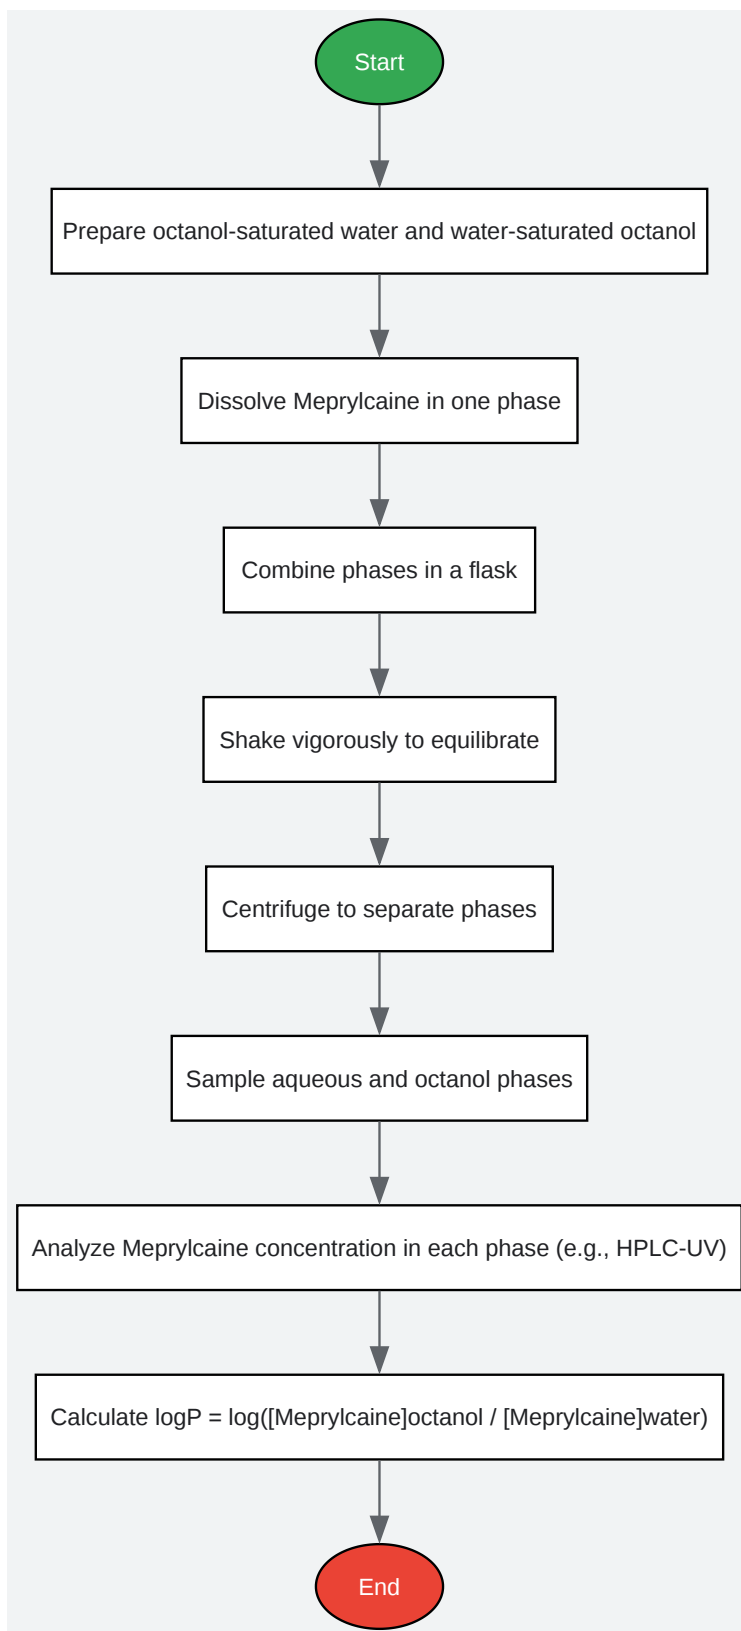 Start
Prepare octanol-saturated water and water-saturated octanol
Dissolve Meprylcaine in one phase
Combine phases in a flask
Shake vigorously to equilibrate
Centrifuge to separate phases
Sample aqueous and octanol phases
Analyze Meprylcaine concentration in each phase (e.g., HPLC-UV)
Calculate logP = log([Meprylcaine]octanol / [Meprylcaine]water)
End